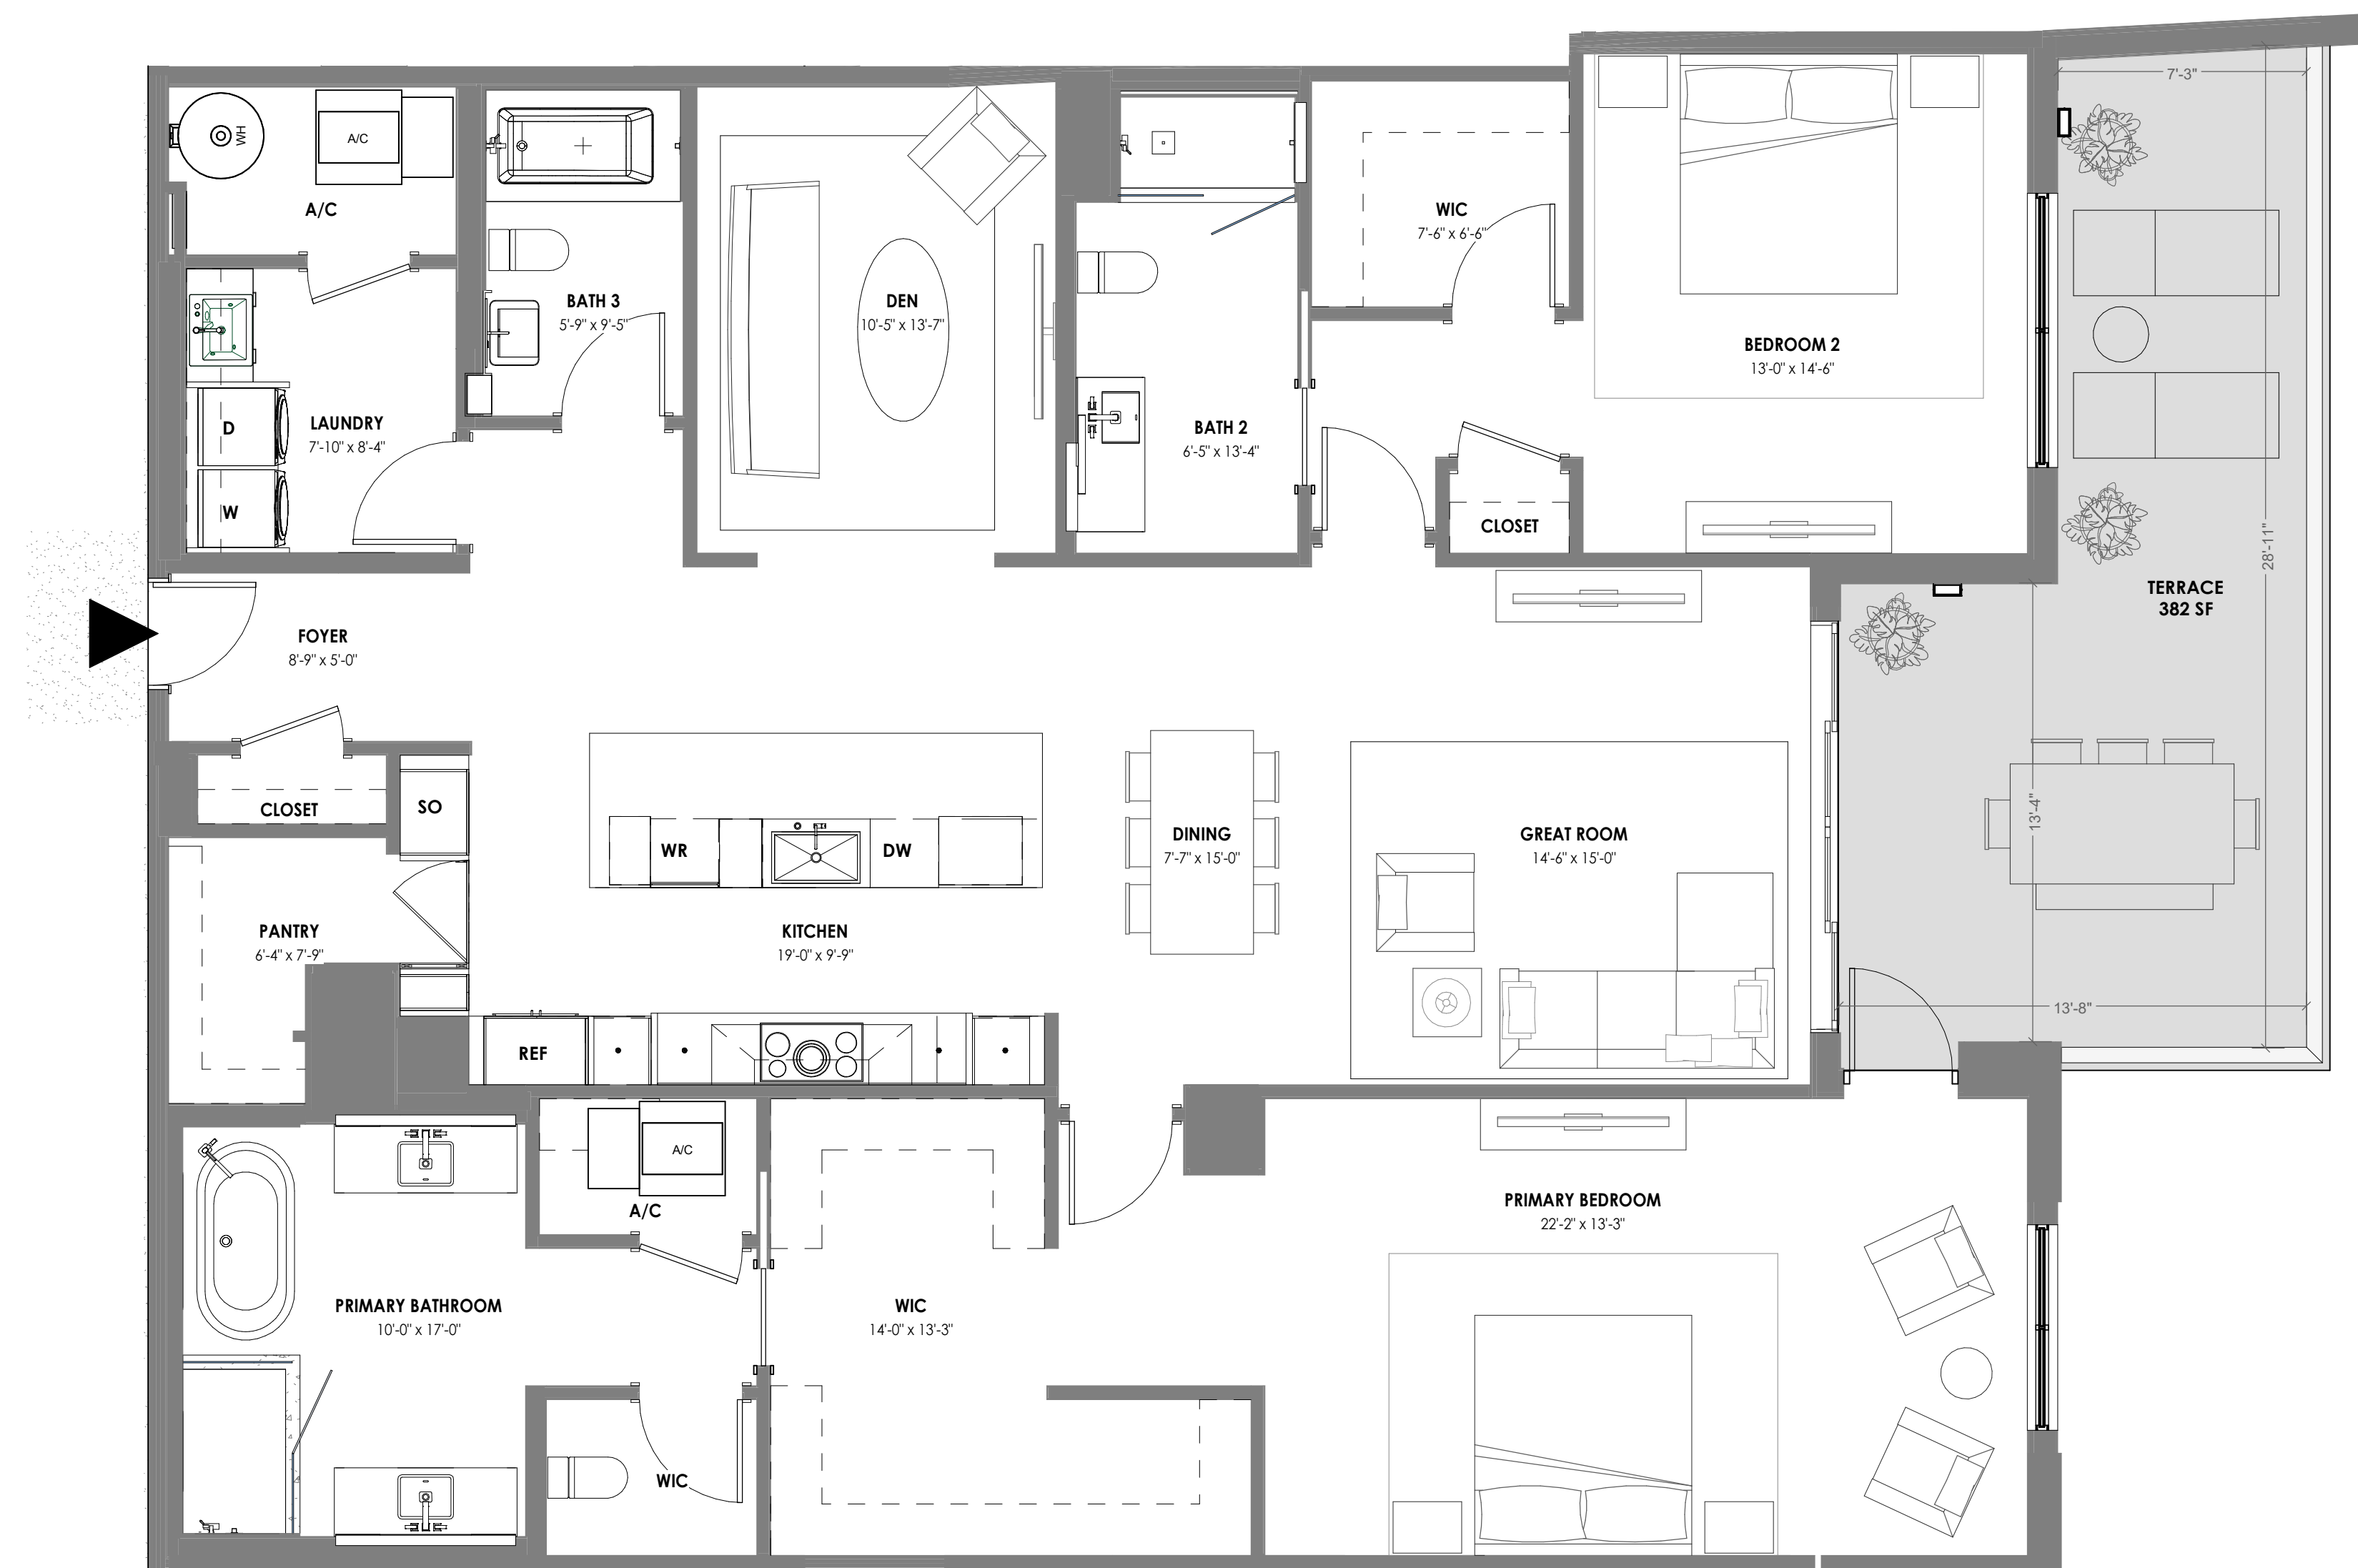 7'-3"
WH
A/C
A/C
WIC
7'-6" x 6'-6"
BATH 3
5'-9" x 9'-5"
DEN
10'-5" x 13'-7"
BEDROOM 2
13'-0" x 14'-6"
LAUNDRY
7'-10" x 8'-4"
D
W
BATH 2
6'-5" x 13'-4"
CLOSET
28'-11"
TERRACE
382 SF
FOYER
8'-9" x 5'-0"
CLOSET
SO
WR
DW
DINING
7'-7" x 15'-0"
GREAT ROOM
14'-6" x 15'-0"
13'-4"
PANTRY
6'-4" x 7'-9"
KITCHEN
19'-0" x 9'-9"
13'-8"
REF
A/C
A/C
PRIMARY BEDROOM
22'-2" x 13'-3"
PRIMARY BATHROOM
10'-0" x 17'-0"
WIC
14'-0" x 13'-3"
WIC